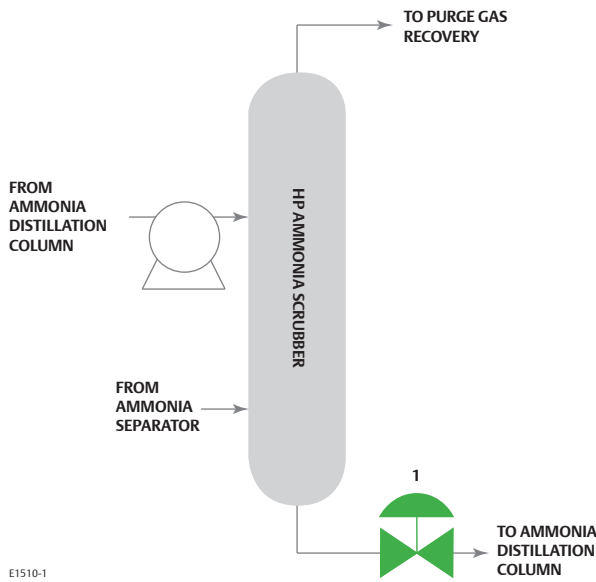 TO PURGE GAS
RECOVERY
FROM
AMMONIA
DISTILLATION
COLUMN
HP AMMONIA SCRUBBER
FROM
AMMONIA
SEPARATOR
1
TO AMMONIA
DISTILLATION
COLUMN
E1510-1